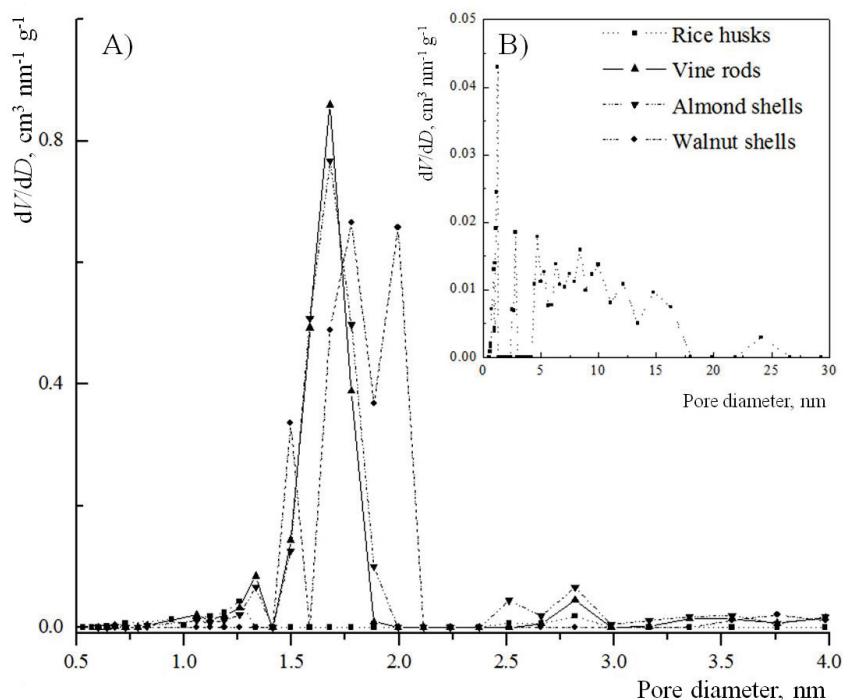 A)
dV/dD, cm³ nm⁻¹ g⁻¹
0.8
0.4
0.0
0.5
1.0
1.5
2.0
2.5
3.0
3.5
4.0
Pore diameter, nm
B)
Rice husks
Vine rods
Almond shells
Walnut shells
dV/dD, cm³ nm⁻¹ g⁻¹
0.05
0.04
0.03
0.02
0.01
0.00
0
5
10
15
20
25
30
Pore diameter, nm